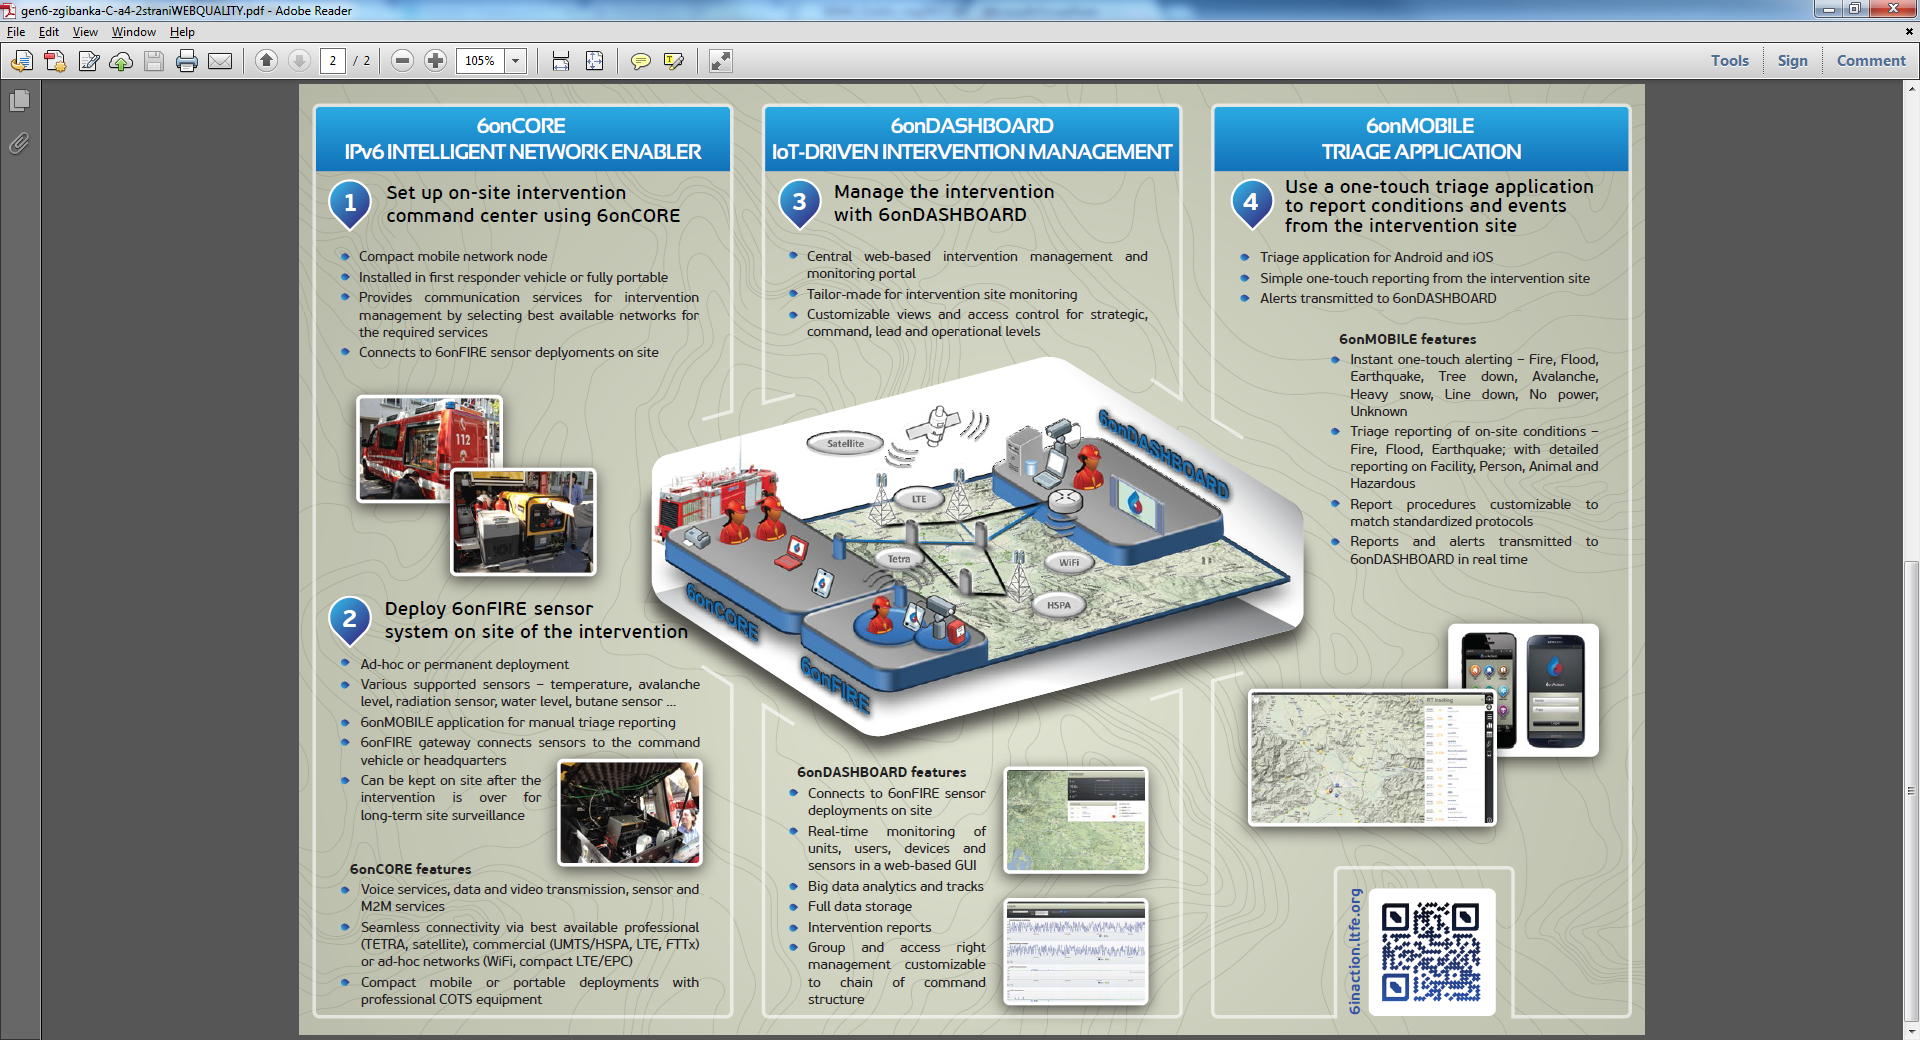 gen6-zgibanka-C-a4-2straniWEBQUALITY.pdf - Adobe Reader
File Edit View Window Help
2 / 2 105% Tools Sign Comment
6onCORE
IPv6 INTELLIGENT NETWORK ENABLER
1 Set up on-site intervention
command center using 6onCORE
Compact mobile network node
Installed in first responder vehicle or fully portable
Provides communication services for intervention
management by selecting best available networks for
the required services
Connects to 6onFIRE sensor deplyoments on site
112
2 Deploy 6onFIRE sensor
system on site of the intervention
Ad-hoc or permanent deployment
Various supported sensors – temperature, avalanche
level, radiation sensor, water level, butane sensor ...
6onMOBILE application for manual triage reporting
6onFIRE gateway connects sensors to the command
vehicle or headquarters
Can be kept on site after the
intervention is over for
long-term site surveillance
6onCORE features
Voice services, data and video transmission, sensor and
M2M services
Seamless connectivity via best available professional
(TETRA, satellite), commercial (UMTS/HSPA, LTE, FTTx)
or ad-hoc networks (WiFi, compact LTE/EPC)
Compact mobile or portable deployments with
professional COTS equipment
6onDASHBOARD
IoT-DRIVEN INTERVENTION MANAGEMENT
3 Manage the intervention
with 6onDASHBOARD
Central web-based intervention management and
monitoring portal
Tailor-made for intervention site monitoring
Customizable views and access control for strategic,
command, lead and operational levels
Satellite
LTE
Tetra
WiFi
HSPA
6onDASHBOARD
6onCORE
6onFIRE
6onDASHBOARD features
Connects to 6onFIRE sensor
deployments on site
Real-time monitoring of
units, users, devices and
sensors in a web-based GUI
Big data analytics and tracks
Full data storage
Intervention reports
Group and access right
management customizable
to chain of command
structure
6onMOBILE
TRIAGE APPLICATION
4 Use a one-touch triage application
to report conditions and events
from the intervention site
Triage application for Android and iOS
Simple one-touch reporting from the intervention site
Alerts transmitted to 6onDASHBOARD
6onMOBILE features
Instant one-touch alerting – Fire, Flood,
Earthquake, Tree down, Avalanche,
Heavy snow, Line down, No power,
Unknown
Triage reporting of on-site conditions –
Fire, Flood, Earthquake; with detailed
reporting on Facility, Person, Animal and
Hazardous
Report procedures customizable to
match standardized protocols
Reports and alerts transmitted to
6onDASHBOARD in real time
RT tracking
6inaction.ltfe.org